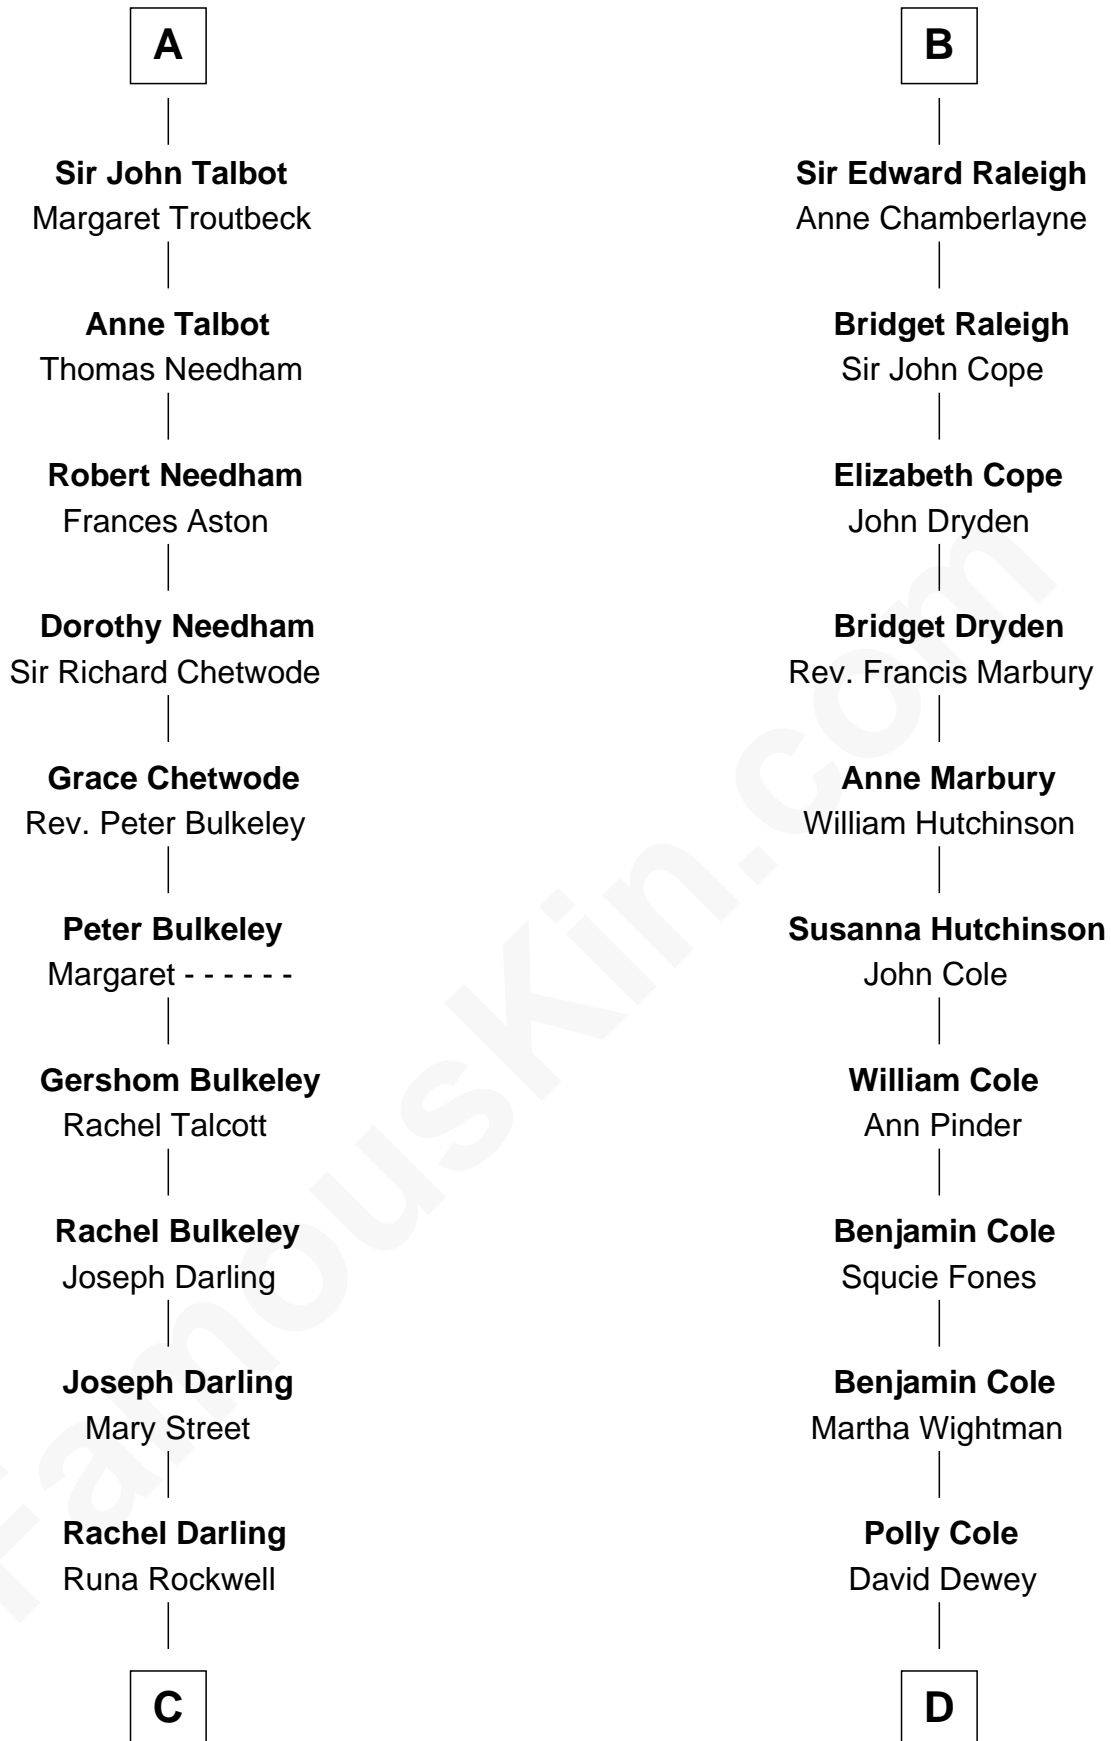 A
Sir John Talbot
Margaret Troutbeck
Anne Talbot
Thomas Needham
Robert Needham
Frances Aston
Dorothy Needham
Sir Richard Chetwode
Grace Chetwode
Rev. Peter Bulkeley
Peter Bulkeley
Margaret - - - - - -
Gershom Bulkeley
Rachel Talcott
Rachel Bulkeley
Joseph Darling
Joseph Darling
Mary Street
Rachel Darling
Runa Rockwell
C
B
Sir Edward Raleigh
Anne Chamberlayne
Bridget Raleigh
Sir John Cope
Elizabeth Cope
John Dryden
Bridget Dryden
Rev. Francis Marbury
Anne Marbury
William Hutchinson
Susanna Hutchinson
John Cole
William Cole
Ann Pinder
Benjamin Cole
Squcie Fones
Benjamin Cole
Martha Wightman
Polly Cole
David Dewey
D
FamousKin.com